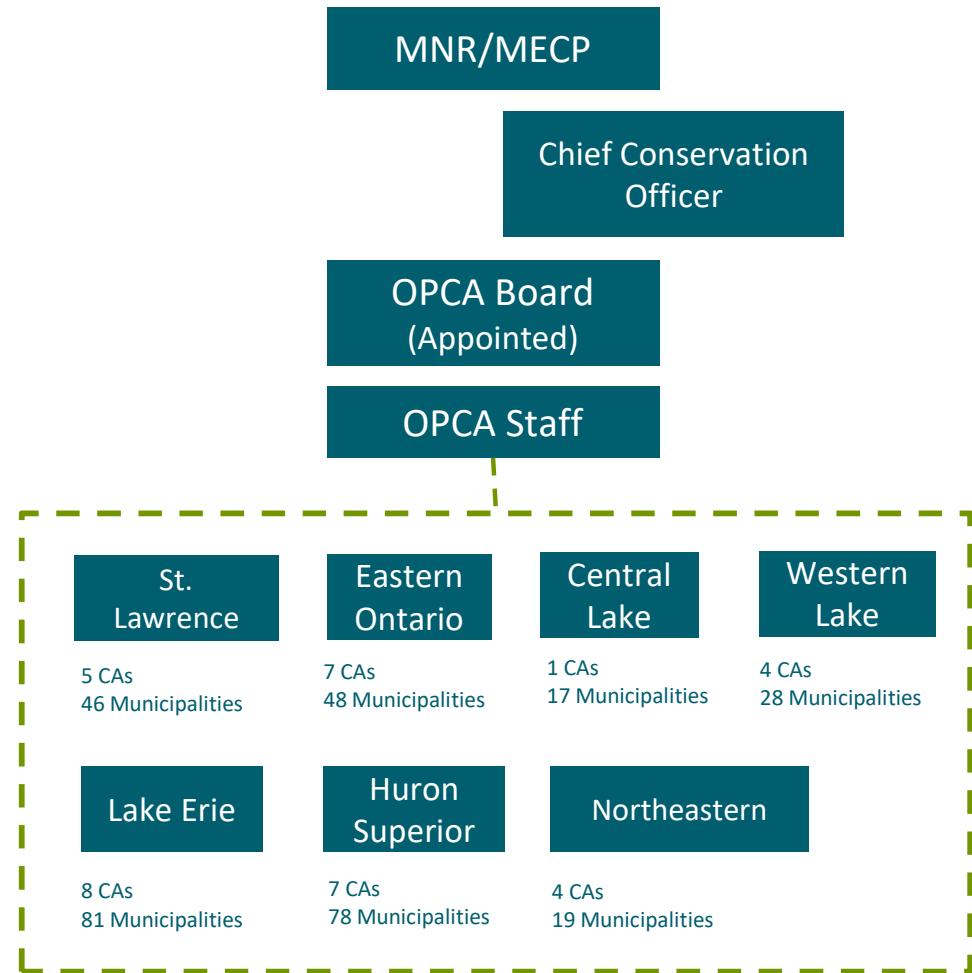 MNR/MECP
Chief Conservation
Officer
OPCA Board
(Appointed)
OPCA Staff
St.
Lawrence
5 CAs
46 Municipalities
Eastern
Ontario
7 CAs
48 Municipalities
Central
Lake
1 CAs
17 Municipalities
Western
Lake
4 CAs
28 Municipalities
Lake Erie
8 CAs
81 Municipalities
Huron
Superior
7 CAs
78 Municipalities
Northeastern
4 CAs
19 Municipalities